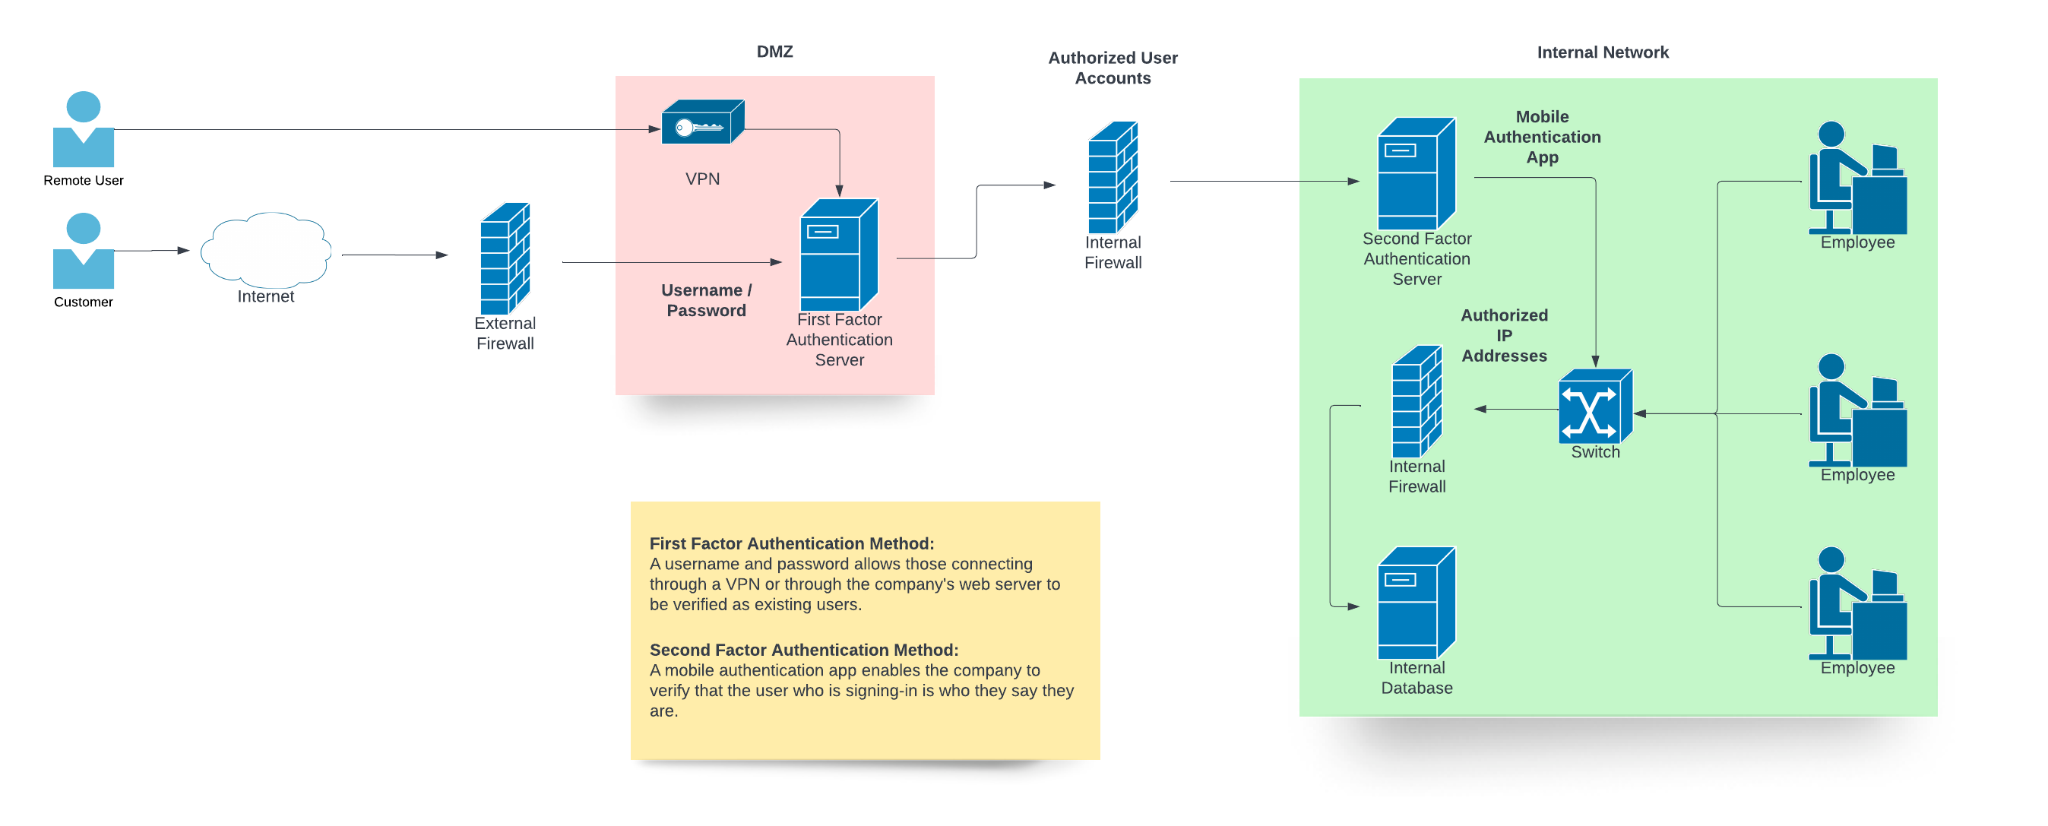 DMZ
Authorized User
Accounts
Internal Network
Remote User
VPN
Mobile
Authentication
App
Customer
Internet
External
Firewall
Username /
Password
First Factor
Authentication
Server
Internal
Firewall
Second Factor
Authentication
Server
Employee
Authorized
IP
Addresses
Internal
Firewall
Switch
Employee
Internal
Database
Employee
First Factor Authentication Method:
A username and password allows those connecting
through a VPN or through the company's web server to
be verified as existing users.
Second Factor Authentication Method:
A mobile authentication app enables the company to
verify that the user who is signing-in is who they say they
are.